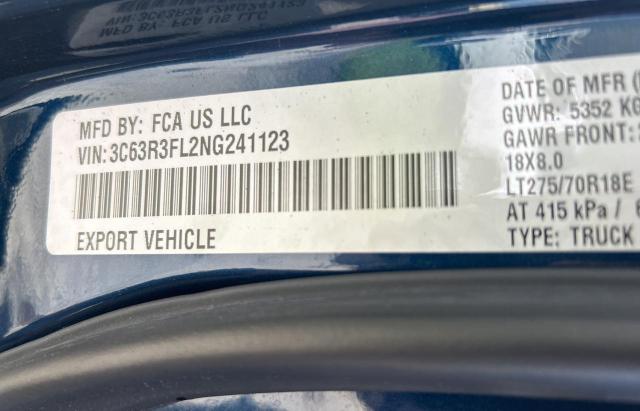 MFD BY: FCA US LLC
VIN: 3C63R3FL2NG241123
EXPORT VEHICLE
DATE OF MFR
GVWR: 5352 KG
GAWR FRONT:
18X8.0
LT275/70R18E
AT 415 kPa /
TYPE: TRUCK